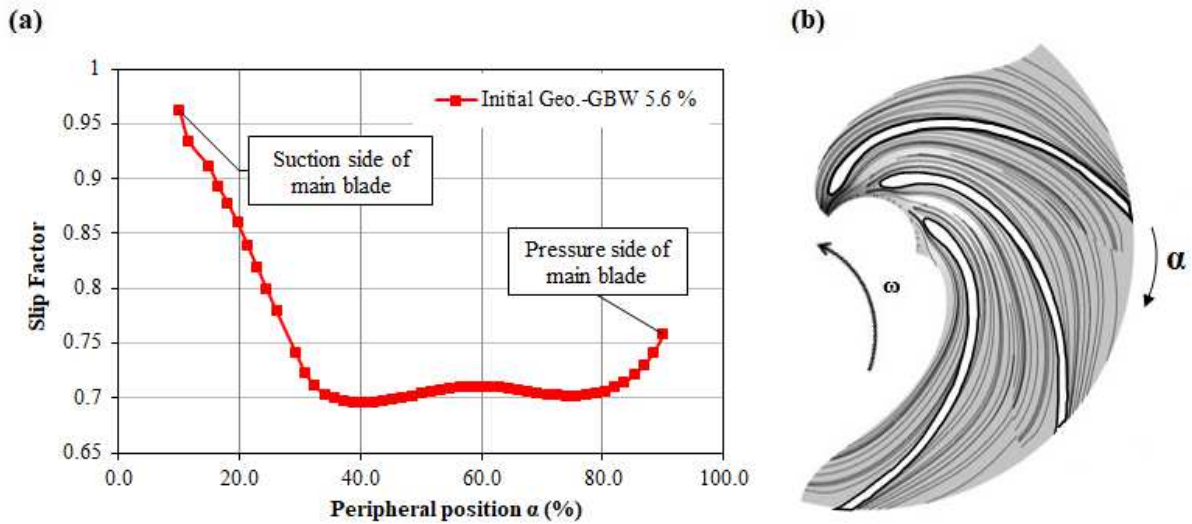 (a)
(b)
1
0.95
0.9
0.85
0.8
0.75
0.7
0.65
Slip Factor
Initial Geo.-GBW 5.6 %
Suction side of
main blade
Pressure side of
main blade
0.0 20.0 40.0 60.0 80.0 100.0
Peripheral position α (%)
ω
α